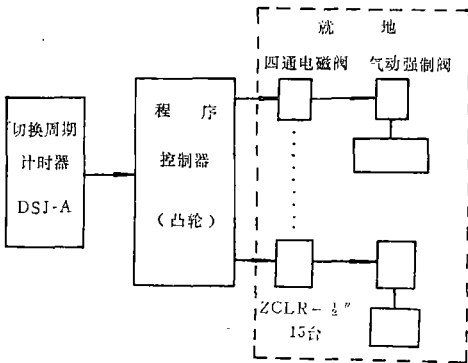 就 地
四通电磁阀 气动强制阀
切换周期
计时器
DSJ-A
程 序
控制器
(凸轮)
ZCLR-½″
15台